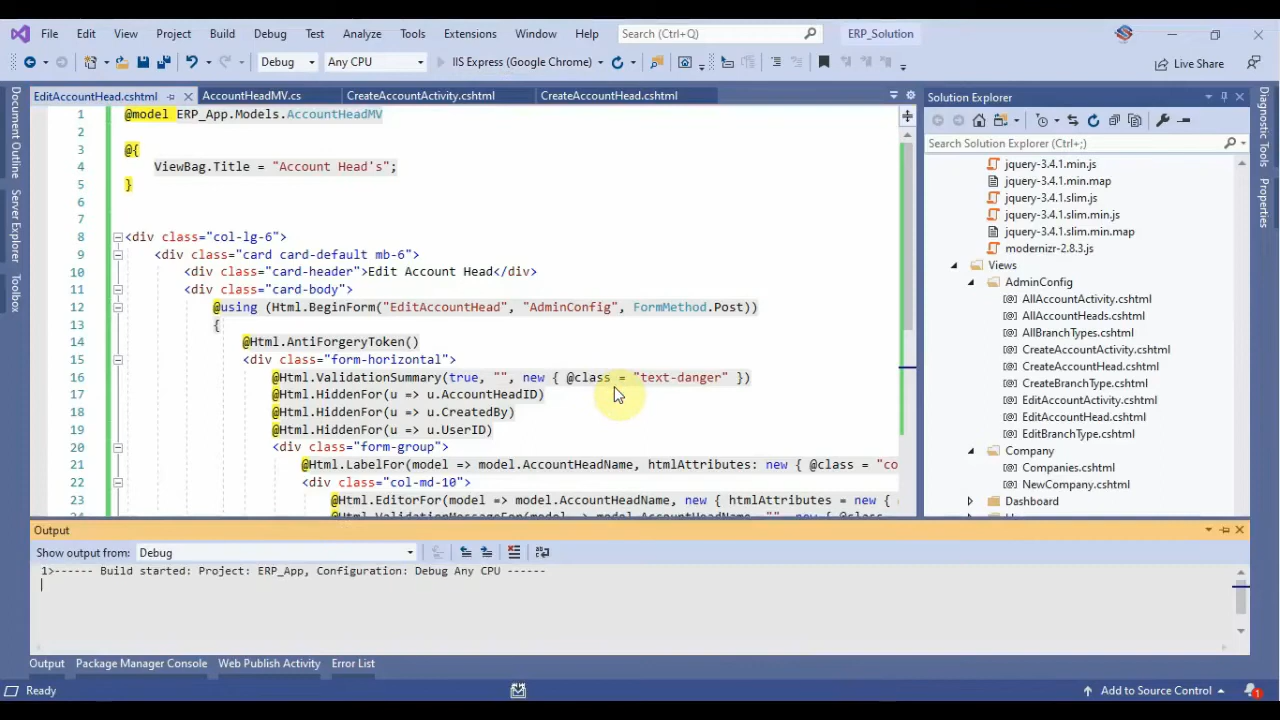 File Edit View Project Build Debug Test Analyze Tools Extensions Window Help Search (Ctrl+Q) ERP_Solution
Debug Any CPU IIS Express (Google Chrome) Live Share
Document Outline
Server Explorer
Toolbox
EditAccountHead.cshtml AccountHeadMV.cs CreateAccountActivity.cshtml CreateAccountHead.cshtml
1 @model ERP_App.Models.AccountHeadMV
2
3 @{
4 ViewBag.Title = "Account Head's";
5 }
6
7
8 <div class="col-lg-6">
9 <div class="card card-default mb-6">
10 <div class="card-header">Edit Account Head</div>
11 <div class="card-body">
12 @using (Html.BeginForm("EditAccountHead", "AdminConfig", FormMethod.Post))
13 {
14 @Html.AntiForgeryToken()
15 <div class="form-horizontal">
16 @Html.ValidationSummary(true, "", new { @class = "text-danger" })
17 @Html.HiddenFor(u => u.AccountHeadID)
18 @Html.HiddenFor(u => u.CreatedBy)
19 @Html.HiddenFor(u => u.UserID)
20 <div class="form-group">
21 @Html.LabelFor(model => model.AccountHeadName, htmlAttributes: new { @class = "co
22 <div class="col-md-10">
23 @Html.EditorFor(model => model.AccountHeadName, new { htmlAttributes = new {
Solution Explorer
Search Solution Explorer (Ctrl+;)
jquery-3.4.1.min.js
jquery-3.4.1.min.map
jquery-3.4.1.slim.js
jquery-3.4.1.slim.min.js
jquery-3.4.1.slim.min.map
modernizr-2.8.3.js
Views
AdminConfig
AllAccountActivity.cshtml
AllAccountHeads.cshtml
AllBranchTypes.cshtml
CreateAccountActivity.cshtml
CreateAccountHead.cshtml
CreateBranchType.cshtml
EditAccountActivity.cshtml
EditAccountHead.cshtml
EditBranchType.cshtml
Company
Companies.cshtml
NewCompany.cshtml
Dashboard
Diagnostic Tools
Properties
Output
Show output from: Debug
1>------ Build started: Project: ERP_App, Configuration: Debug Any CPU ------
Output Package Manager Console Web Publish Activity Error List
Ready Add to Source Control 1